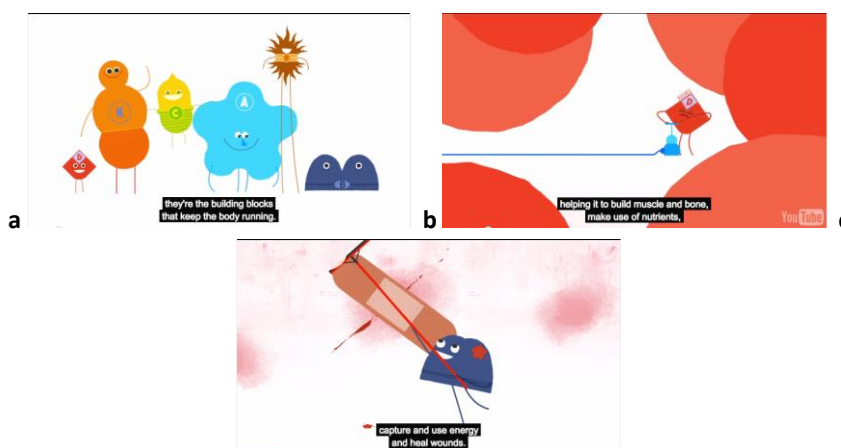 E
A
K
C
D
B
they're the building blocks
that keep the body running.
a
D
helping it to build muscle and bone,
make use of nutrients,
YouTube
b
capture and use energy
and heal wounds.